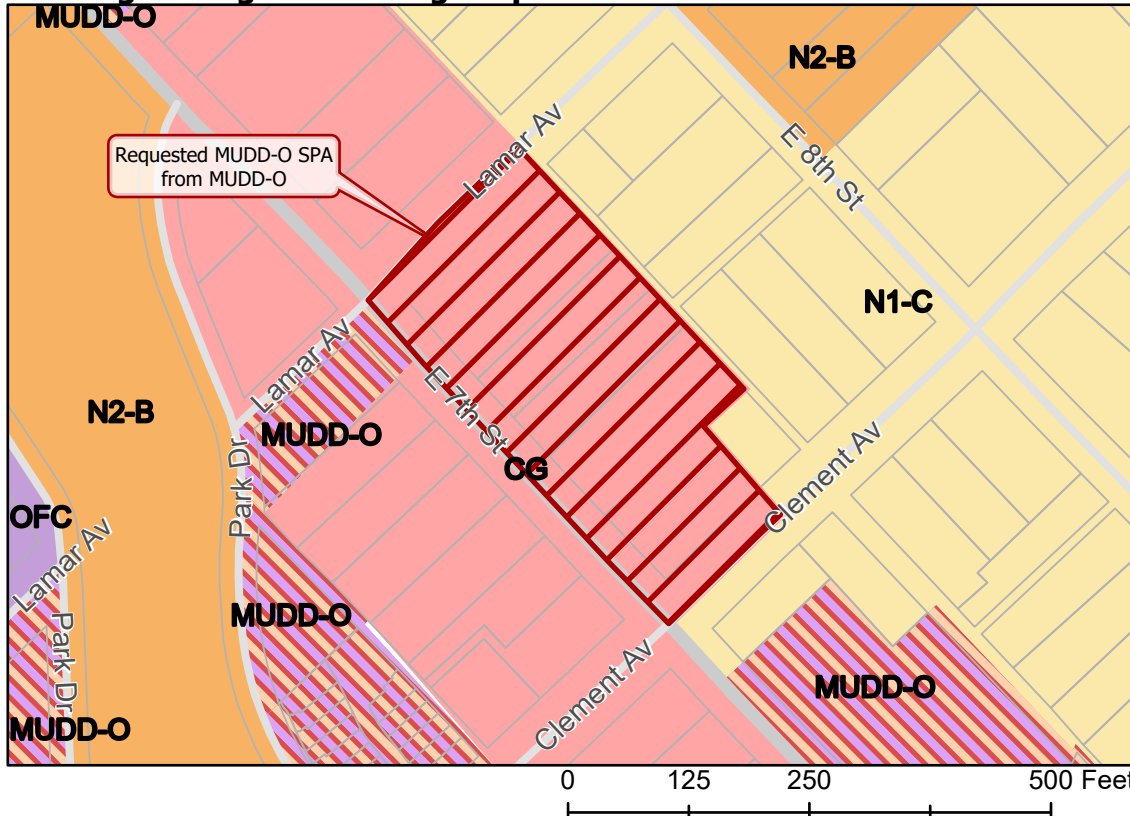 MUDD-O
N2-B
Requested MUDD-O SPA
from MUDD-O
Lamar Av
E 8th St
N1-C
Lamar Av
N2-B
MUDD-O
E 7th St
CG
Park Dr
Clement Av
OFC
Lamar Av
MUDD-O
Park Dr
Clement Av
MUDD-O
MUDD-O
0 125 250 500 Feet